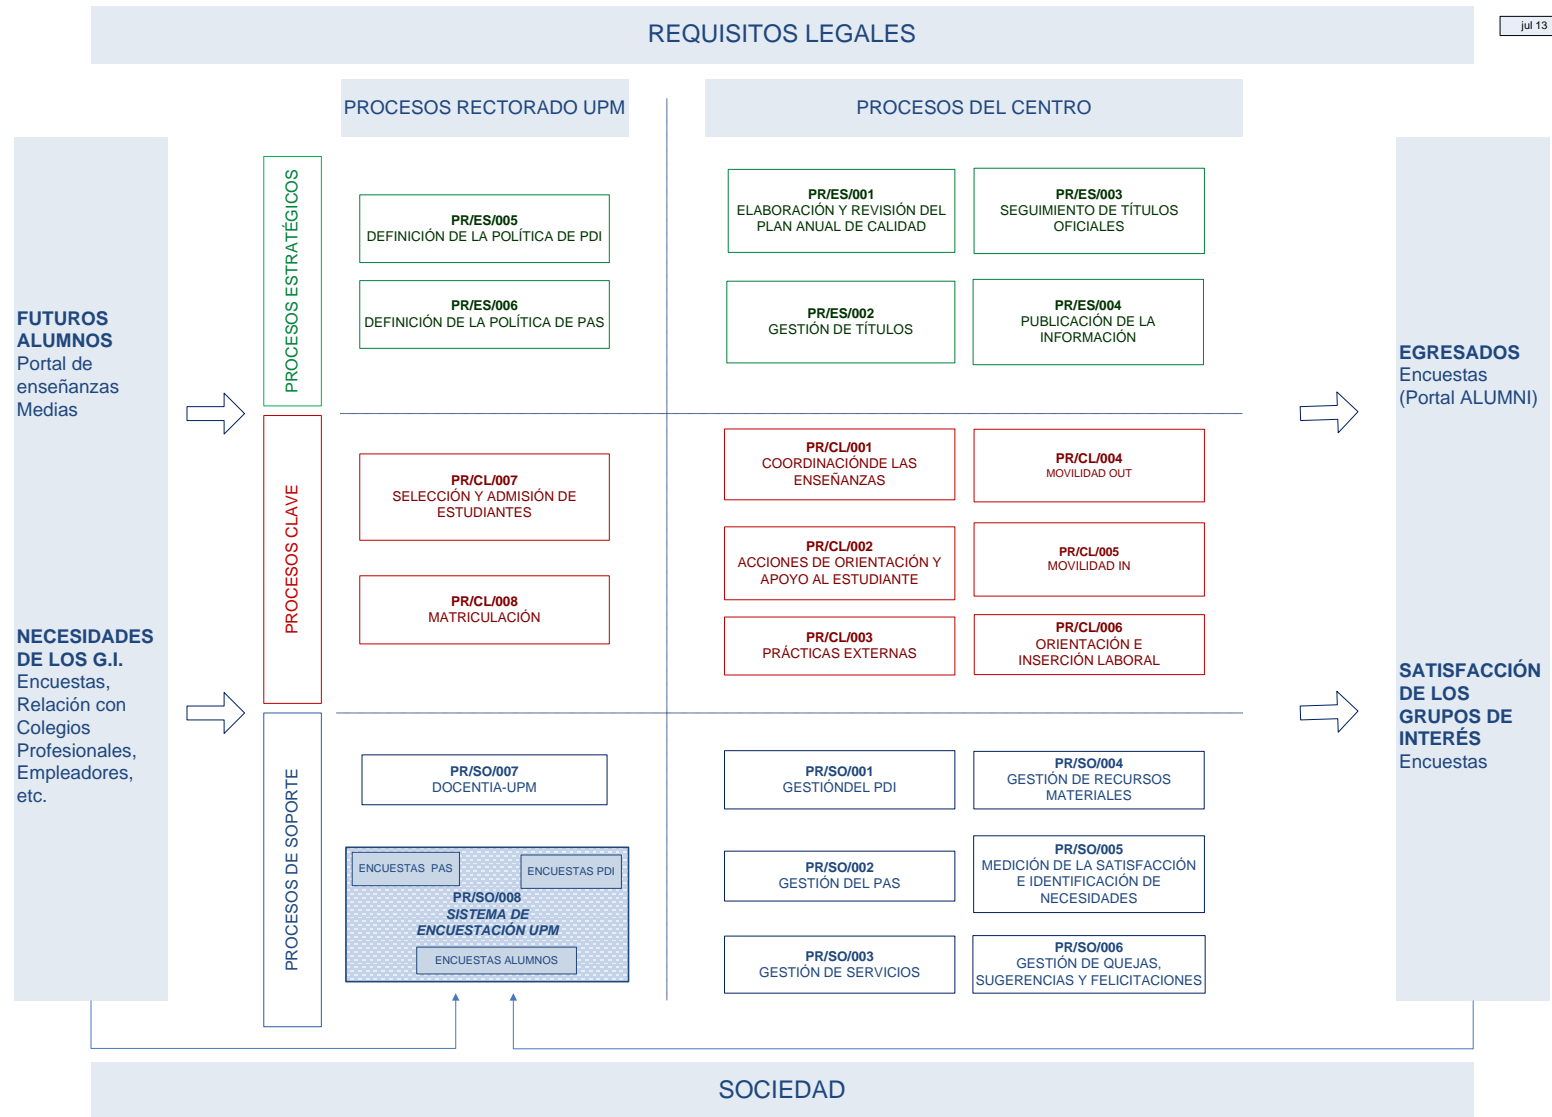 REQUISITOS LEGALES
jul 13
PROCESOS RECTORADO UPM
PROCESOS DEL CENTRO
FUTUROS
ALUMNOS
Portal de
enseñanzas
Medias
NECESIDADES
DE LOS G.I.
Encuestas,
Relación con
Colegios
Profesionales,
Empleadores,
etc.
PROCESOS ESTRATÉGICOS
PR/ES/005
DEFINICIÓN DE LA POLÍTICA DE PDI
PR/ES/006
DEFINICIÓN DE LA POLÍTICA DE PAS
PR/ES/001
ELABORACIÓN Y REVISIÓN DEL
PLAN ANUAL DE CALIDAD
PR/ES/003
SEGUIMIENTO DE TÍTULOS
OFICIALES
PR/ES/002
GESTIÓN DE TÍTULOS
PR/ES/004
PUBLICACIÓN DE LA
INFORMACIÓN
PROCESOS CLAVE
PR/CL/007
SELECCIÓN Y ADMISIÓN DE
ESTUDIANTES
PR/CL/008
MATRICULACIÓN
PR/CL/001
COORDINACIÓNDE LAS
ENSEÑANZAS
PR/CL/004
MOVILIDAD OUT
PR/CL/002
ACCIONES DE ORIENTACIÓN Y
APOYO AL ESTUDIANTE
PR/CL/005
MOVILIDAD IN
PR/CL/003
PRÁCTICAS EXTERNAS
PR/CL/006
ORIENTACIÓN E
INSERCIÓN LABORAL
PROCESOS DE SOPORTE
PR/SO/007
DOCENTIA-UPM
ENCUESTAS PAS
ENCUESTAS PDI
PR/SO/008
SISTEMA DE
ENCUESTACIÓN UPM
ENCUESTAS ALUMNOS
PR/SO/001
GESTIÓNDEL PDI
PR/SO/004
GESTIÓN DE RECURSOS
MATERIALES
PR/SO/002
GESTIÓN DEL PAS
PR/SO/005
MEDICIÓN DE LA SATISFACCIÓN
E IDENTIFICACIÓN DE
NECESIDADES
PR/SO/003
GESTIÓN DE SERVICIOS
PR/SO/006
GESTIÓN DE QUEJAS,
SUGERENCIAS Y FELICITACIONES
EGRESADOS
Encuestas
(Portal ALUMNI)
SATISFACCIÓN
DE LOS
GRUPOS DE
INTERÉS
Encuestas
SOCIEDAD